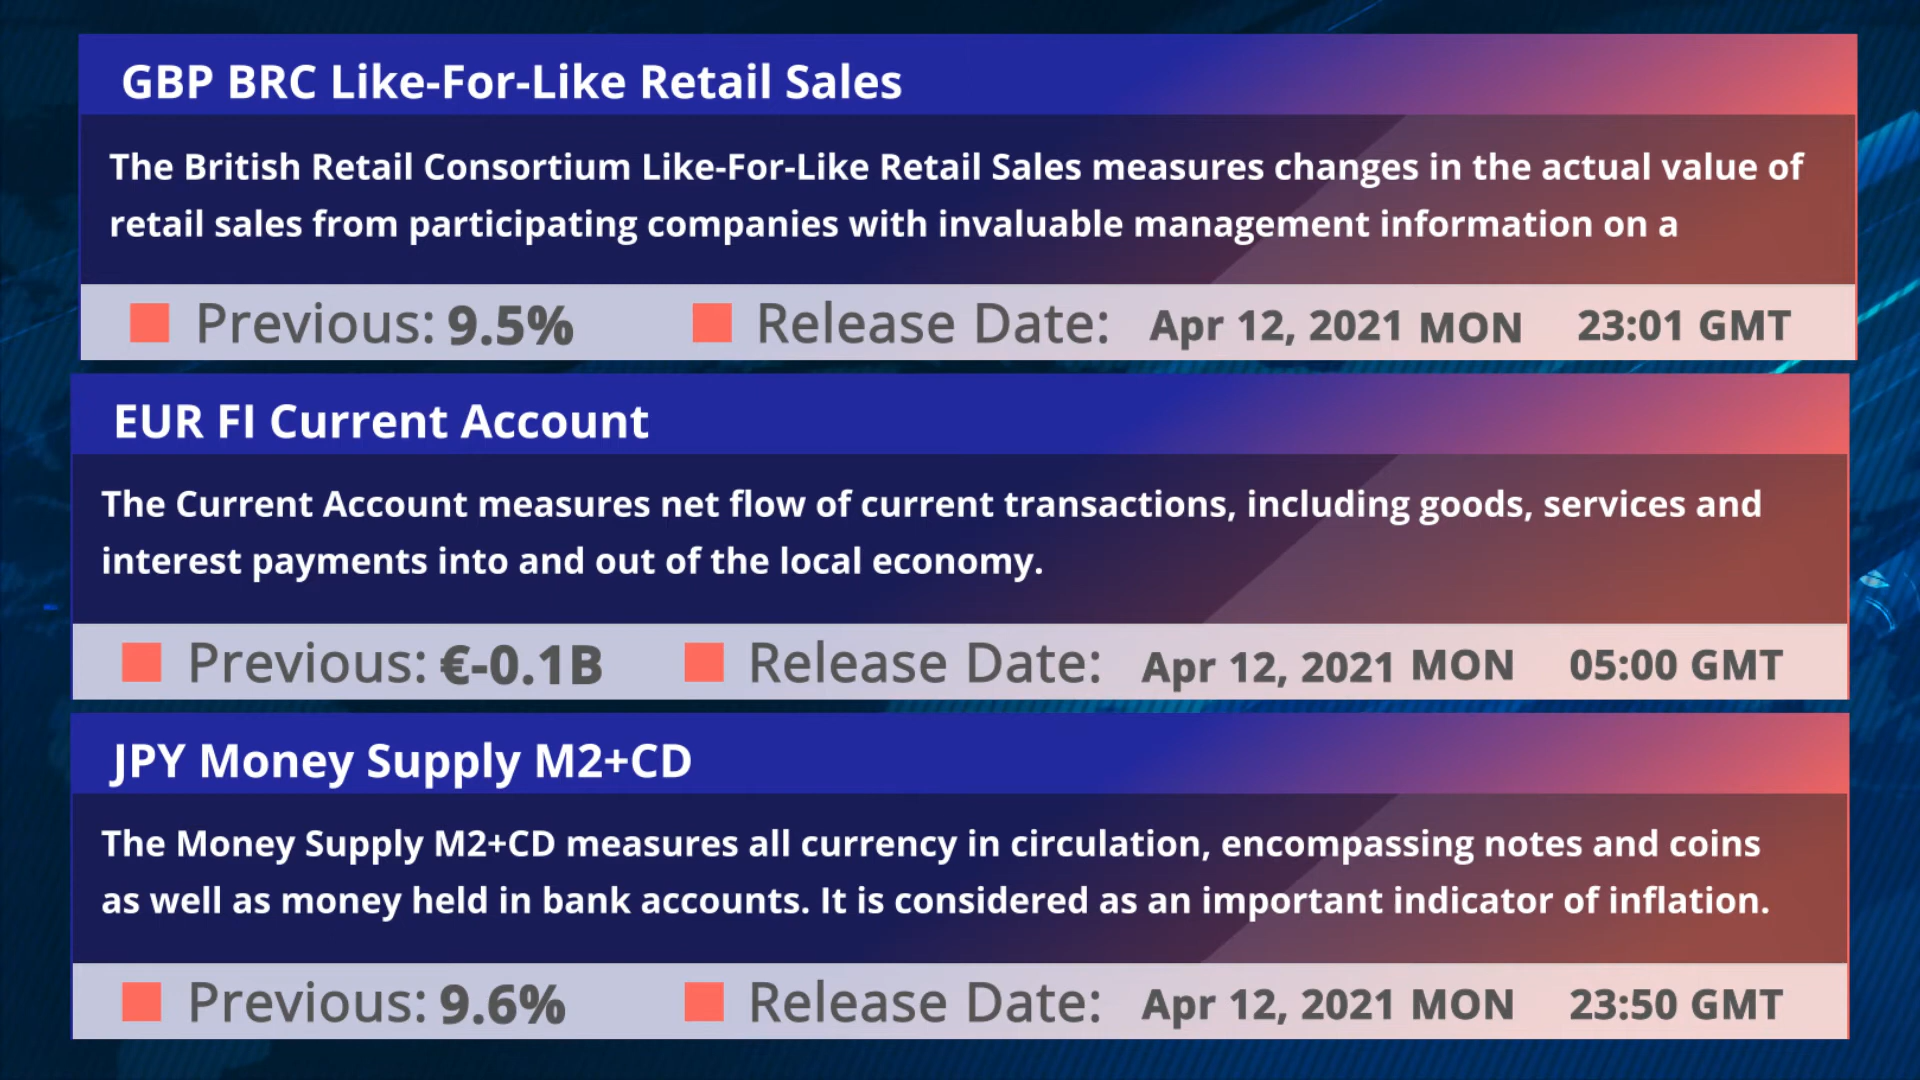 GBP BRC Like-For-Like Retail Sales
The British Retail Consortium Like-For-Like Retail Sales measures changes in the actual value of
retail sales from participating companies with invaluable management information on a
Previous: 9.5% Release Date: Apr 12, 2021 MON 23:01 GMT
EUR FI Current Account
The Current Account measures net flow of current transactions, including goods, services and
interest payments into and out of the local economy.
Previous: €-0.1B Release Date: Apr 12, 2021 MON 05:00 GMT
JPY Money Supply M2+CD
The Money Supply M2+CD measures all currency in circulation, encompassing notes and coins
as well as money held in bank accounts. It is considered as an important indicator of inflation.
Previous: 9.6% Release Date: Apr 12, 2021 MON 23:50 GMT